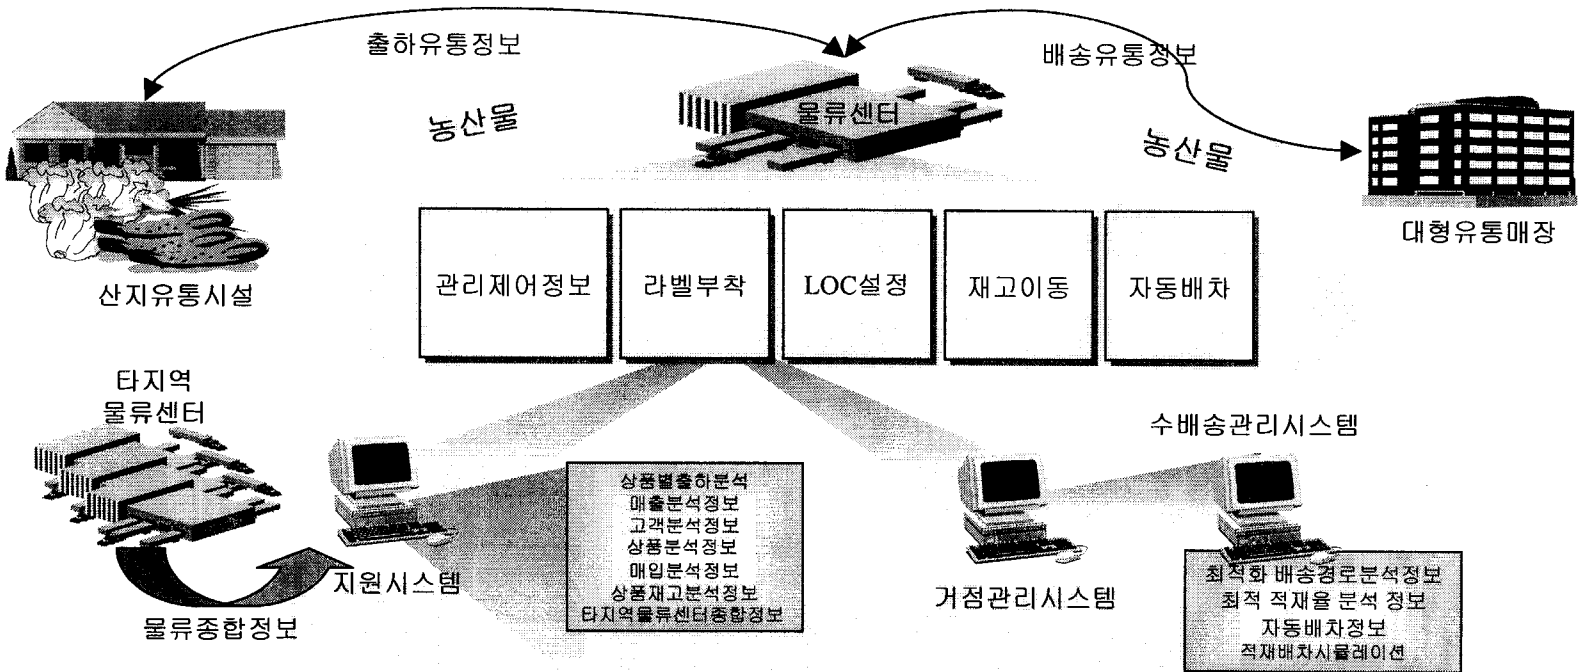 출하유통정보
배송유통정보
농산물
물류센터
농산물
대형유통매장
산지유통시설
관리제어정보
라벨부착
LOC설정
재고이동
자동배차
타지역
물류센터
수배송관리시스템
상품별출하분석
매출분석정보
고객분석정보
상품분석정보
매입분석정보
상품재고분석정보
타지역물류센터종합정보
지원시스템
물류종합정보
거점관리시스템
최적화 배송경로분석정보
최적 적재율 분석 정보
자동배차정보
적재배차시뮬레이션